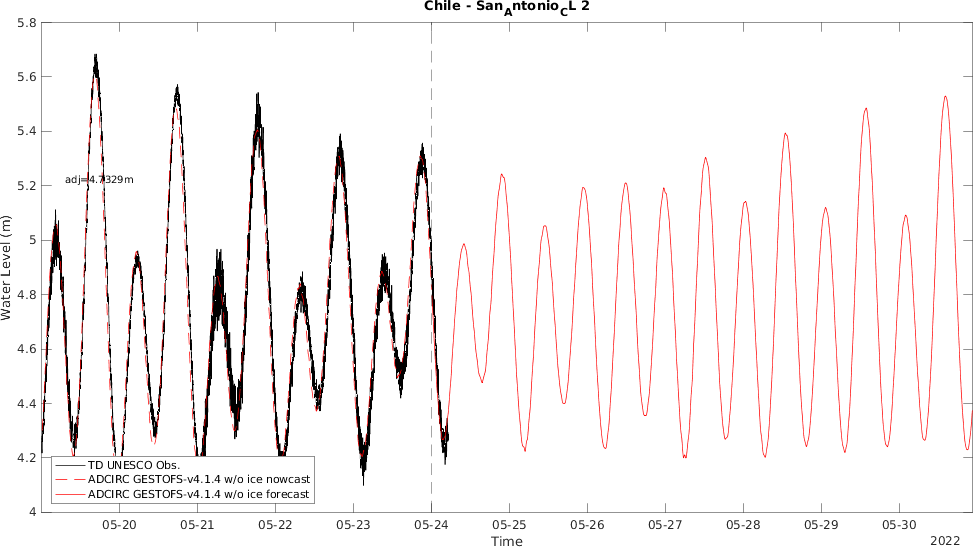 Chile - SanAntonioCL 2
5.8
5.6
5.4
5.2
5
4.8
4.6
4.4
4.2
4
Water Level (m)
adj=4.7329m
TD UNESCO Obs.
ADCIRC GESTOFS-v4.1.4 w/o ice nowcast
ADCIRC GESTOFS-v4.1.4 w/o ice forecast
05-20 05-21 05-22 05-23 05-24 05-25 05-26 05-27 05-28 05-29 05-30
Time
2022